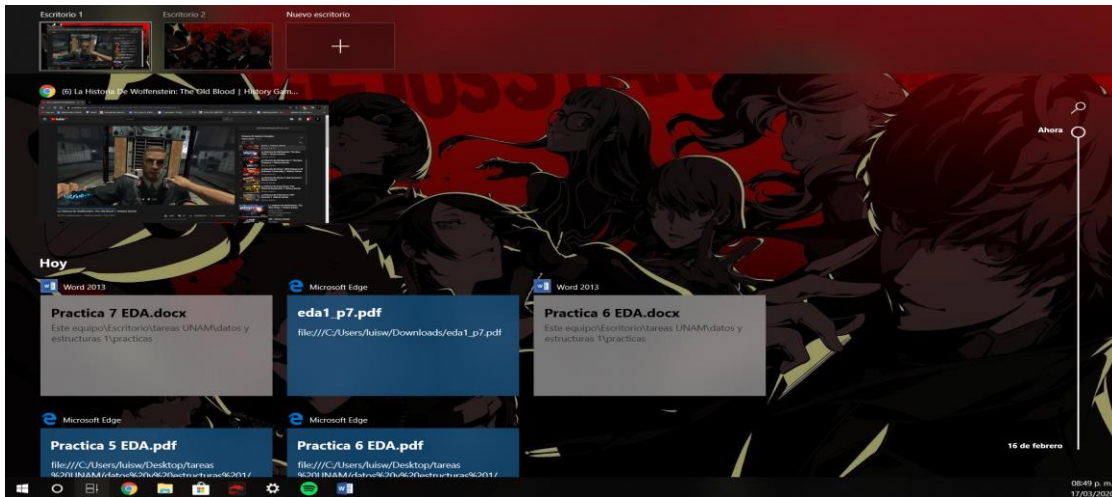 Escritorio 1
Escritorio 2
Nuevo escritorio
(6) La Historia De Wolfenstein: The Old Blood | History Gam...
Ahora
Hoy
Word 2013
Practica 7 EDA.docx
Este equipo\Escritorio\tareas UNAM\datos y
estructuras 1\practicas
Microsoft Edge
eda1_p7.pdf
file:///C:/Users/luisw/Downloads/eda1_p7.pdf
Word 2013
Practica 6 EDA.docx
Este equipo\Escritorio\tareas UNAM\datos y
estructuras 1\practicas
Microsoft Edge
Practica 5 EDA.pdf
file:///C:/Users/luisw/Desktop/tareas
%20UNAM/datos%20y%20estructuras%201/
Microsoft Edge
Practica 6 EDA.pdf
file:///C:/Users/luisw/Desktop/tareas
%20UNAM/datos%20y%20estructuras%201/
16 de febrero
08:49 p. m.
17/03/2020